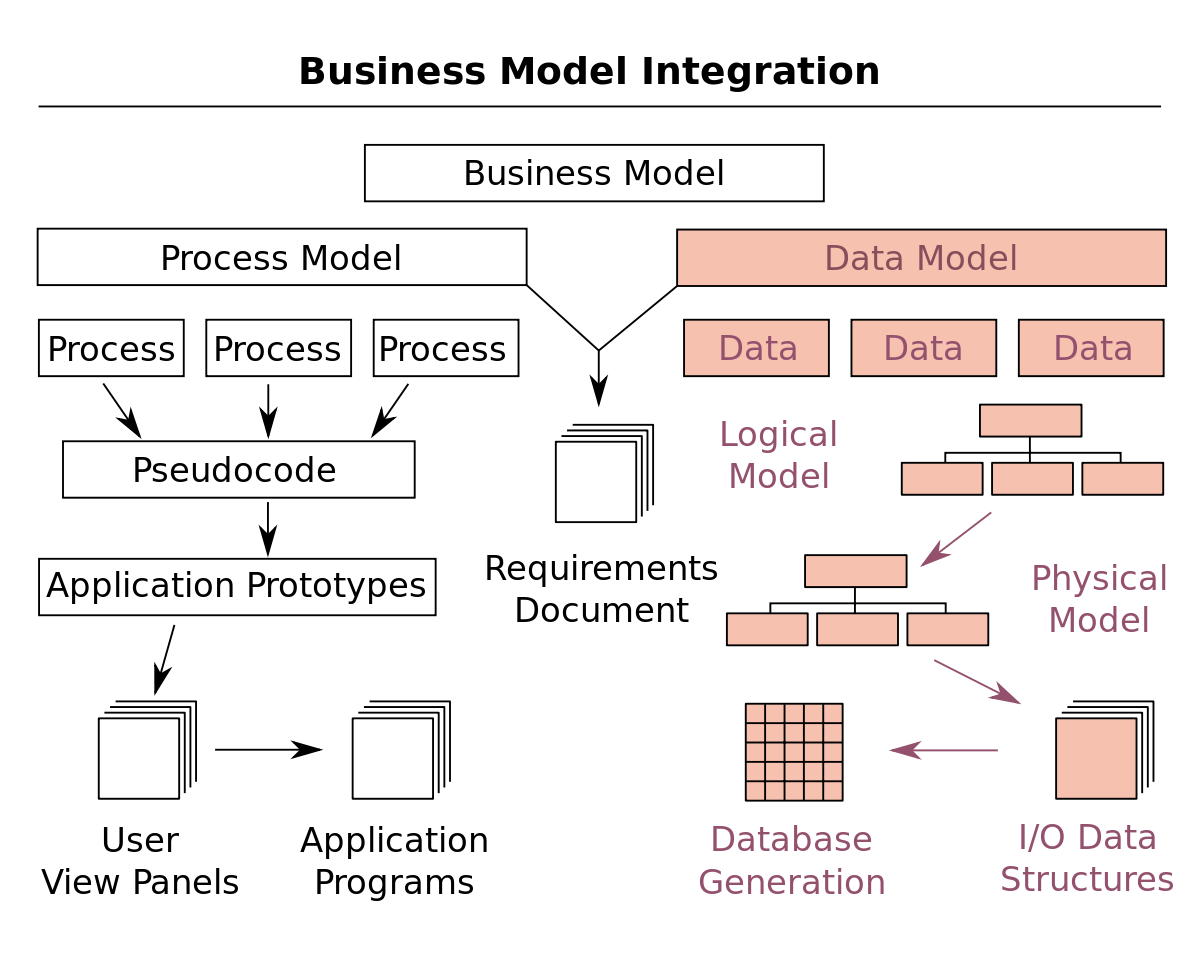 Business Model Integration
Business Model
Process Model
Data Model
Process
Process
Process
Data
Data
Data
Pseudocode
Logical
Model
Application Prototypes
Requirements
Document
Physical
Model
User
View Panels
Application
Programs
Database
Generation
I/O Data
Structures